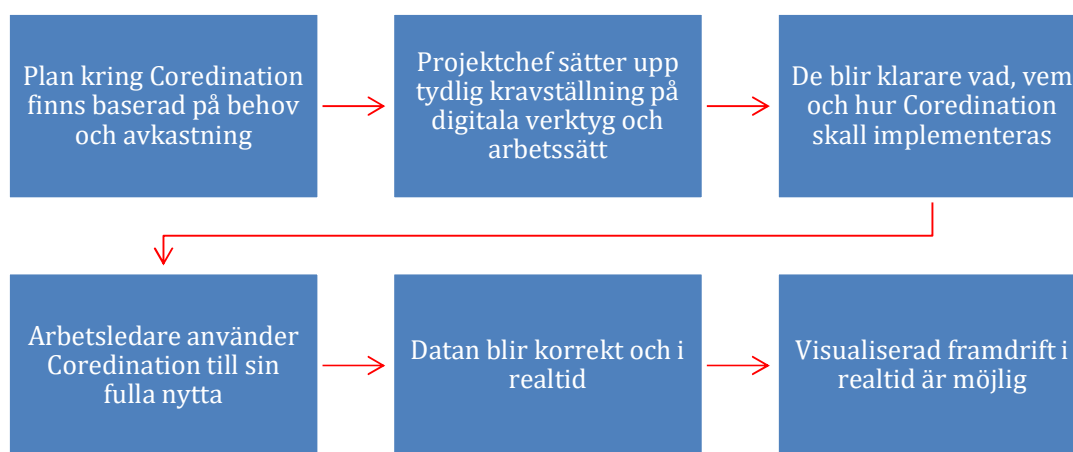 Plan kring Coredination
finns baserad på behov
och avkastning
Projektchef sätter upp
tydlig kravställning på
digitala verktyg och
arbetssätt
De blir klarare vad, vem
och hur Coredination
skall implementeras
Arbetsledare använder
Coredination till sin
fulla nytta
Datan blir korrekt och i
realtid
Visualiserad framdrift i
realtid är möjlig